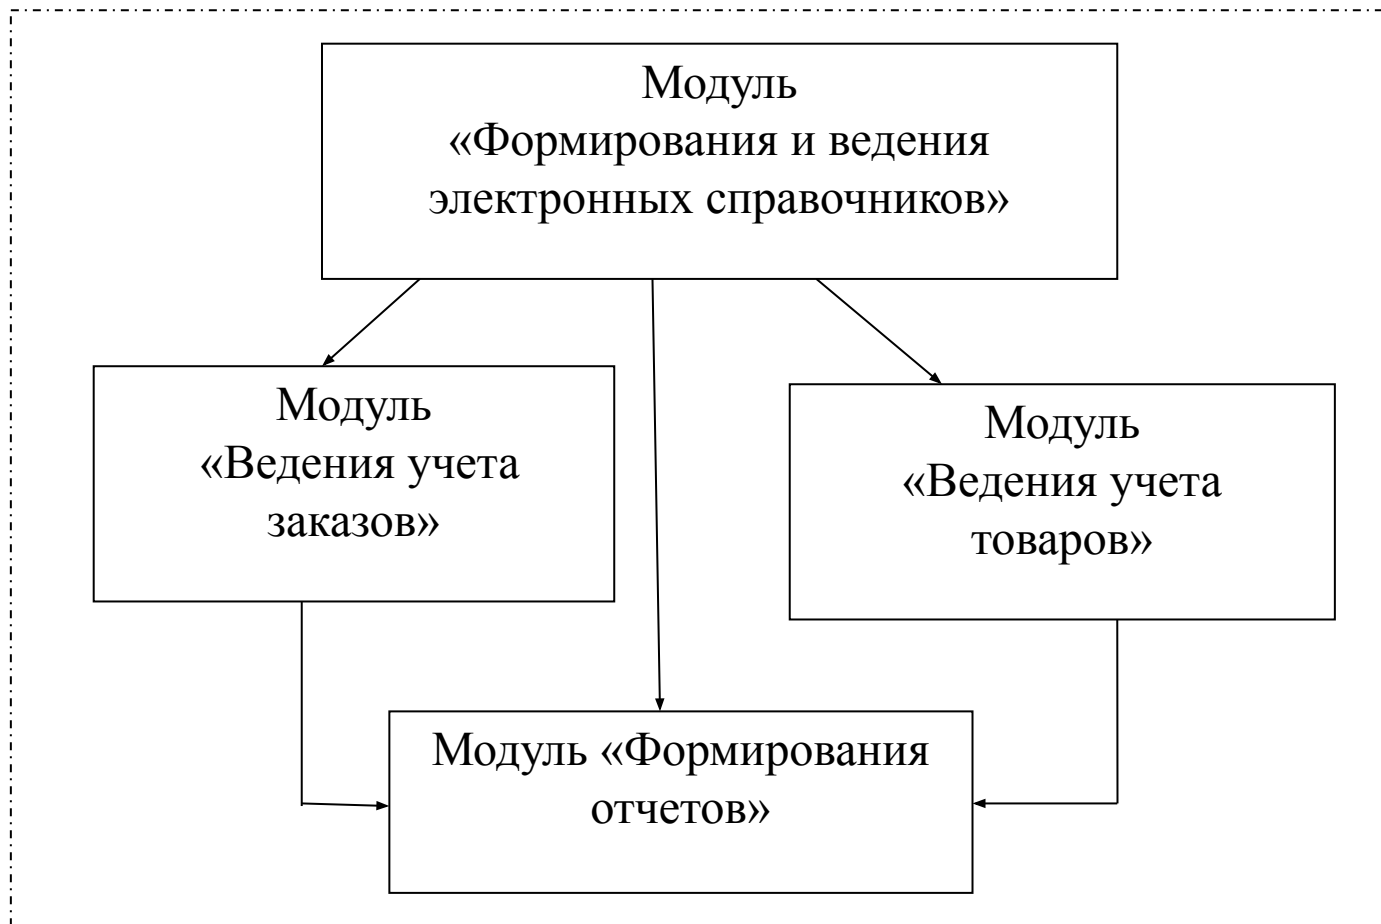 Модуль
«Формирования и ведения
электронных справочников»
Модуль
«Ведения учета
заказов»
Модуль
«Ведения учета
товаров»
Модуль «Формирования
отчетов»